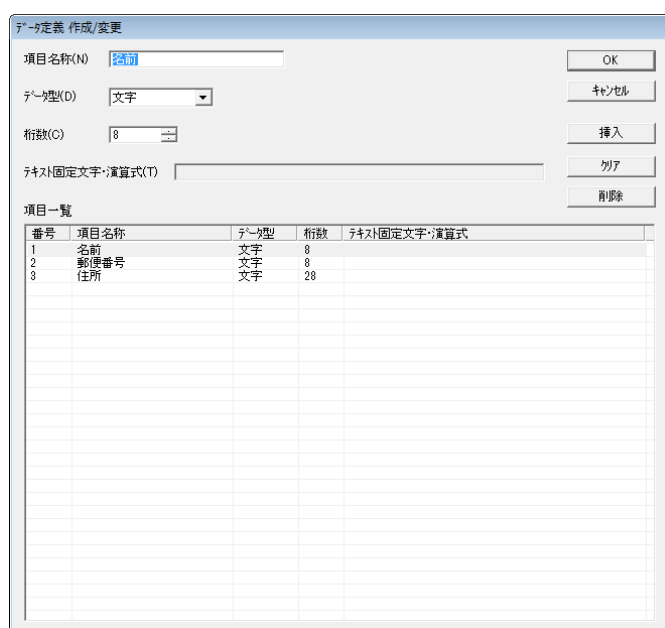 ﾃﾞｰﾀ定義 作成/変更
項目名称(N) 名前 OK
ﾃﾞｰﾀ型(D) 文字 ｷｬﾝｾﾙ
桁数(C) 8 挿入
ﾃｷｽﾄ固定文字･演算式(T) ｸﾘｱ
削除
項目一覧
番号 項目名称 ﾃﾞｰﾀ型 桁数 ﾃｷｽﾄ固定文字･演算式
1 名前 文字 8
2 郵便番号 文字 8
3 住所 文字 28